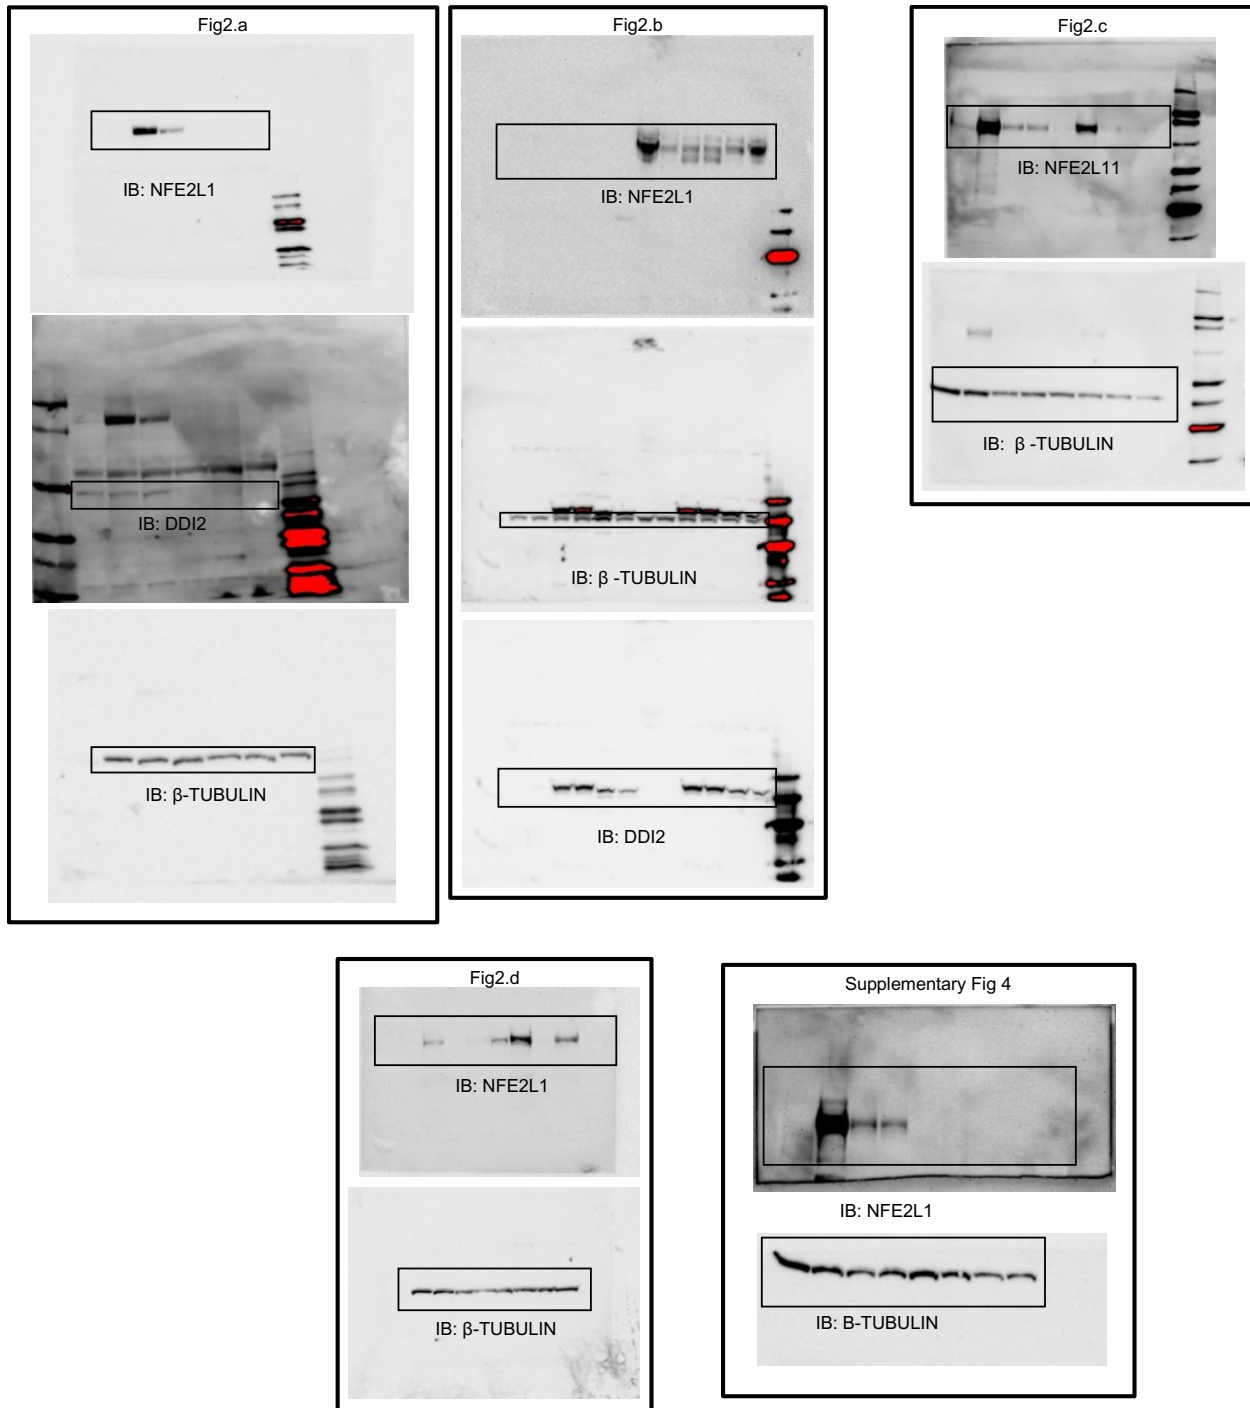 Fig2.a
IB: NFE2L1
IB: DDI2
IB: β-TUBULIN
Fig2.b
IB: NFE2L1
IB: β -TUBULIN
IB: DDI2
Fig2.c
IB: NFE2L11
IB: β -TUBULIN
Fig2.d
IB: NFE2L1
IB: β-TUBULIN
Supplementary Fig 4
IB: NFE2L1
IB: B-TUBULIN